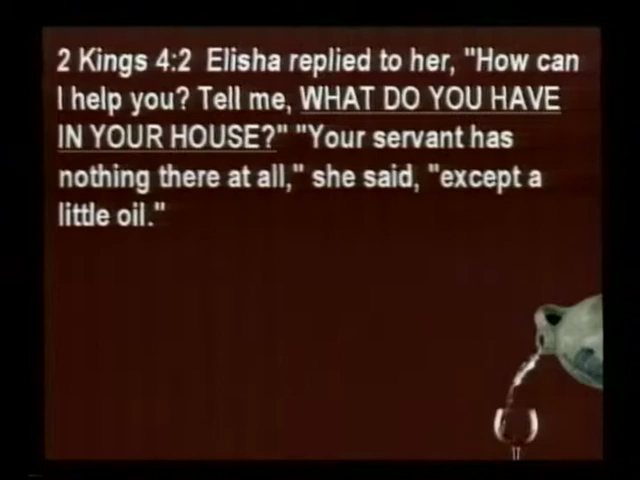 2 Kings 4:2  Elisha replied to her, "How can
I help you? Tell me, WHAT DO YOU HAVE
IN YOUR HOUSE?" "Your servant has
nothing there at all," she said, "except a
little oil."